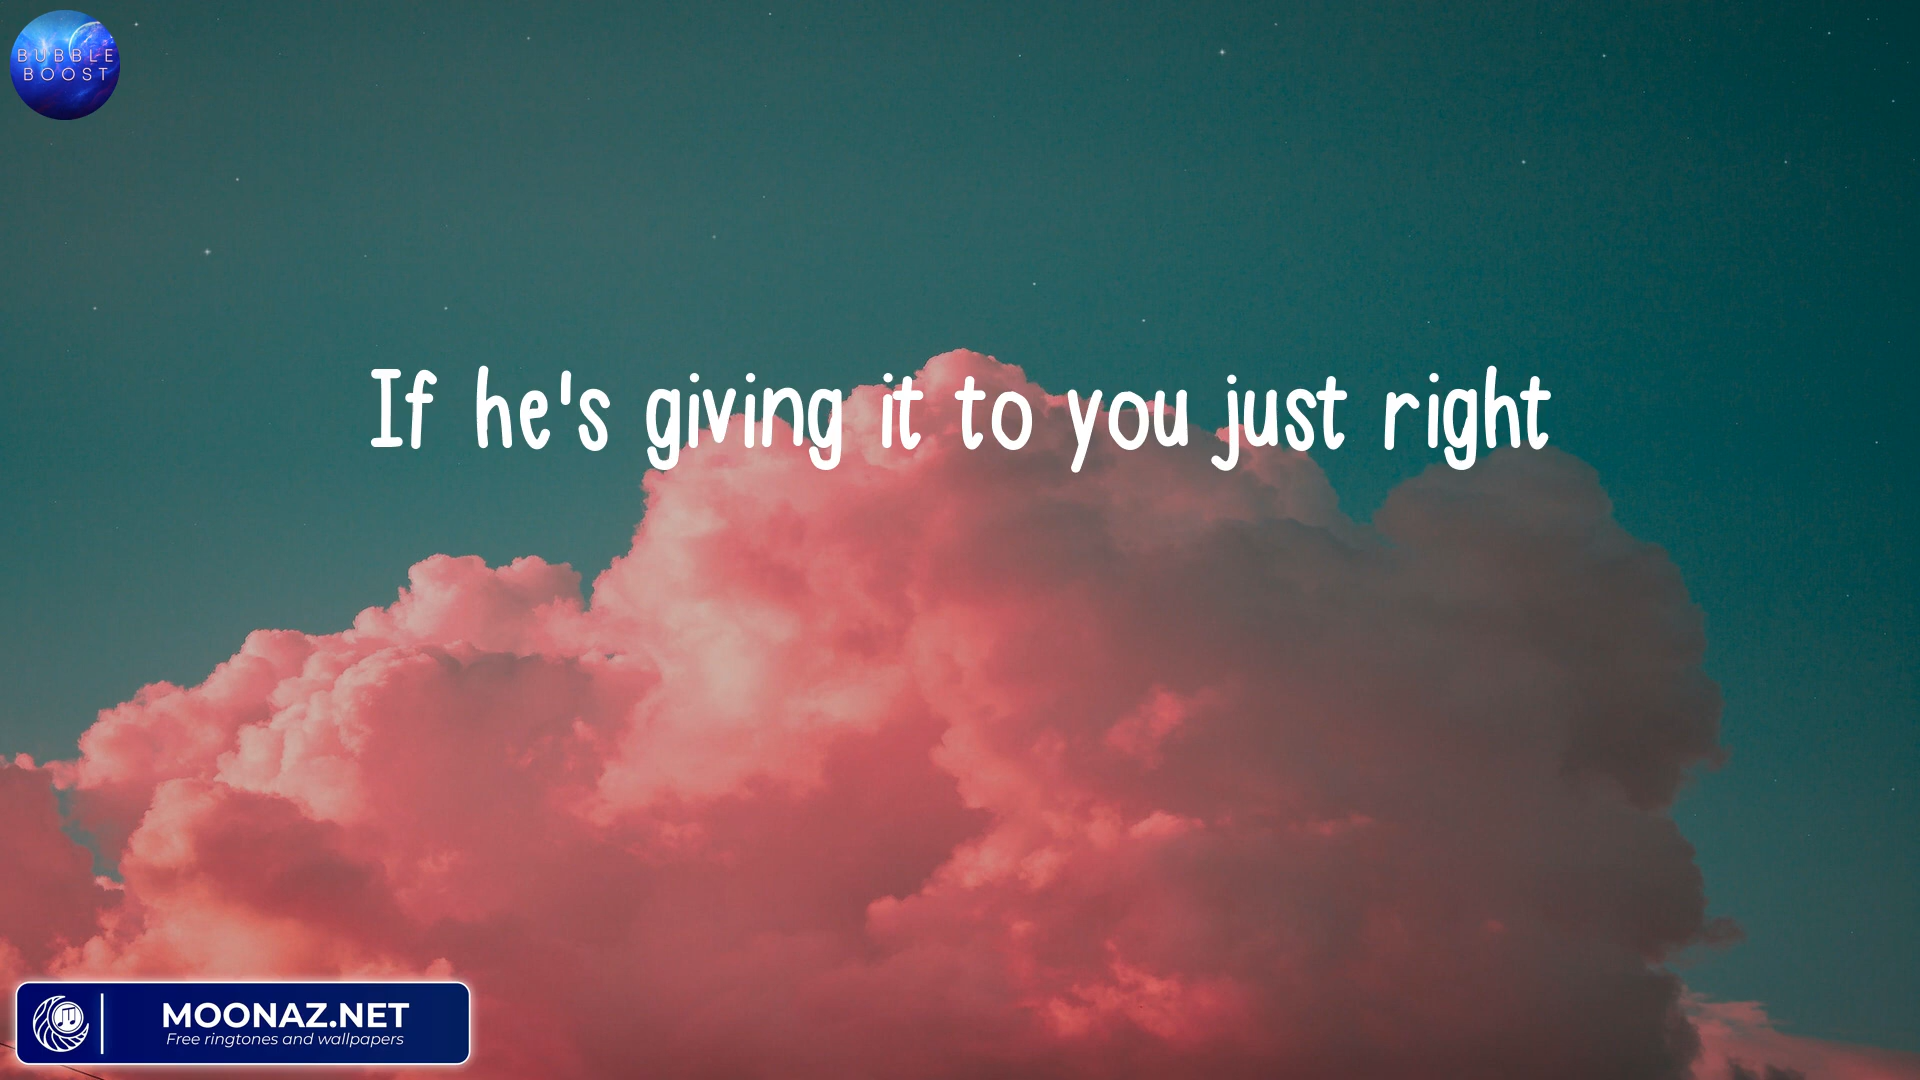 BUBBLE
BOOST
If he's giving it to you just right
MOONAZ.NET
Free ringtones and wallpapers